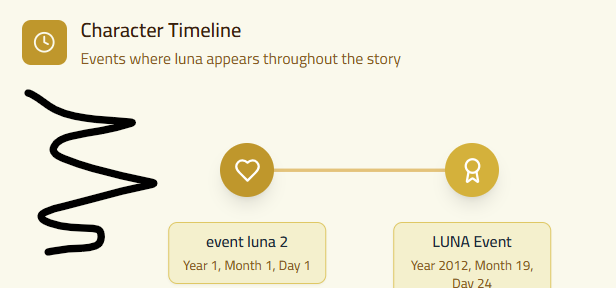 Character Timeline
Events where luna appears throughout the story
event luna 2
Year 1, Month 1, Day 1
LUNA Event
Year 2012, Month 19,
Day 24